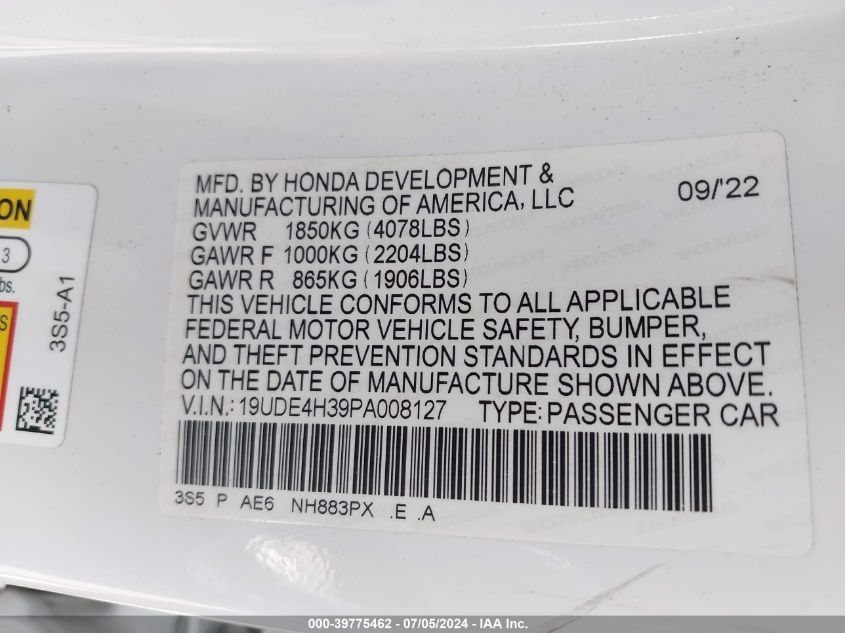 ON
3
bs.
S
3S5-A1
MFD. BY HONDA DEVELOPMENT &
MANUFACTURING OF AMERICA, LLC 09/'22
GVWR 1850KG (4078LBS)
GAWR F 1000KG (2204LBS)
GAWR R 865KG (1906LBS)
THIS VEHICLE CONFORMS TO ALL APPLICABLE
FEDERAL MOTOR VEHICLE SAFETY, BUMPER,
AND THEFT PREVENTION STANDARDS IN EFFECT
ON THE DATE OF MANUFACTURE SHOWN ABOVE.
V.I.N.: 19UDE4H39PA008127 TYPE: PASSENGER CAR
3S5 P AE6 NH883PX .E .A
000-39775462 - 07/05/2024 - IAA Inc.